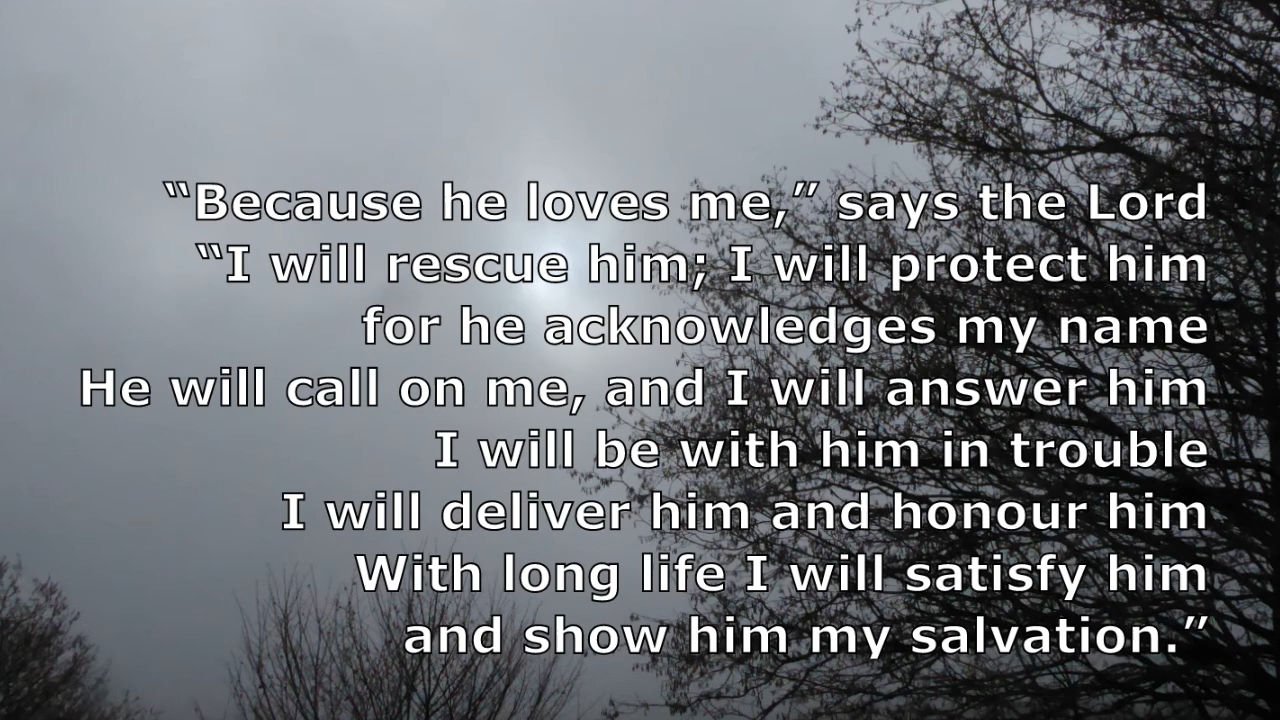 “Because he loves me,” says the Lord
“I will rescue him; I will protect him
for he acknowledges my name
He will call on me, and I will answer him
I will be with him in trouble
I will deliver him and honour him
With long life I will satisfy him
and show him my salvation.”